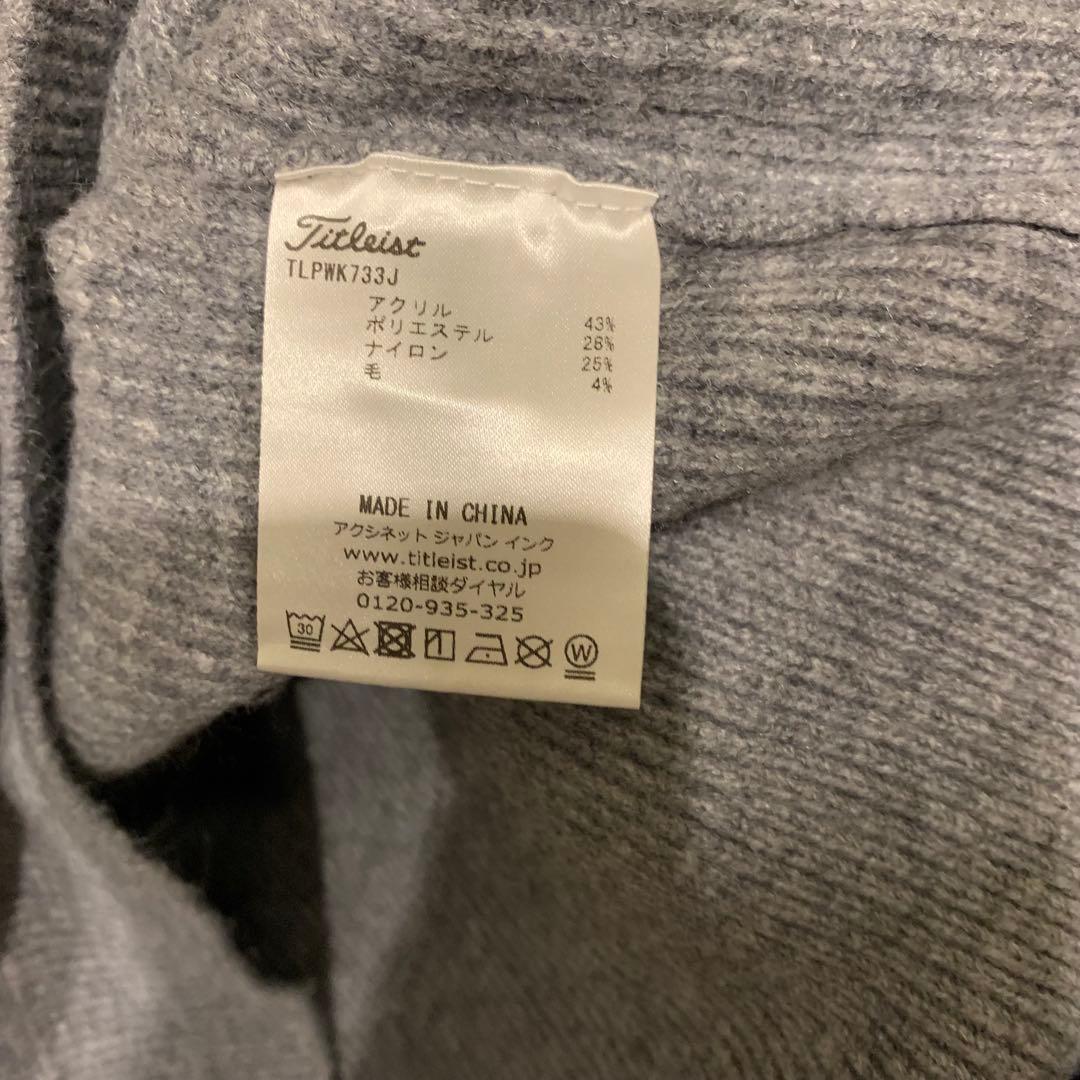 Titleist
TLPWK733J
アクリル 43%
ポリエステル 28%
ナイロン 25%
毛 4%
MADE IN CHINA
アクシネット ジャパン インク
www.titleist.co.jp
お客様相談ダイヤル
0120-935-325
30 W